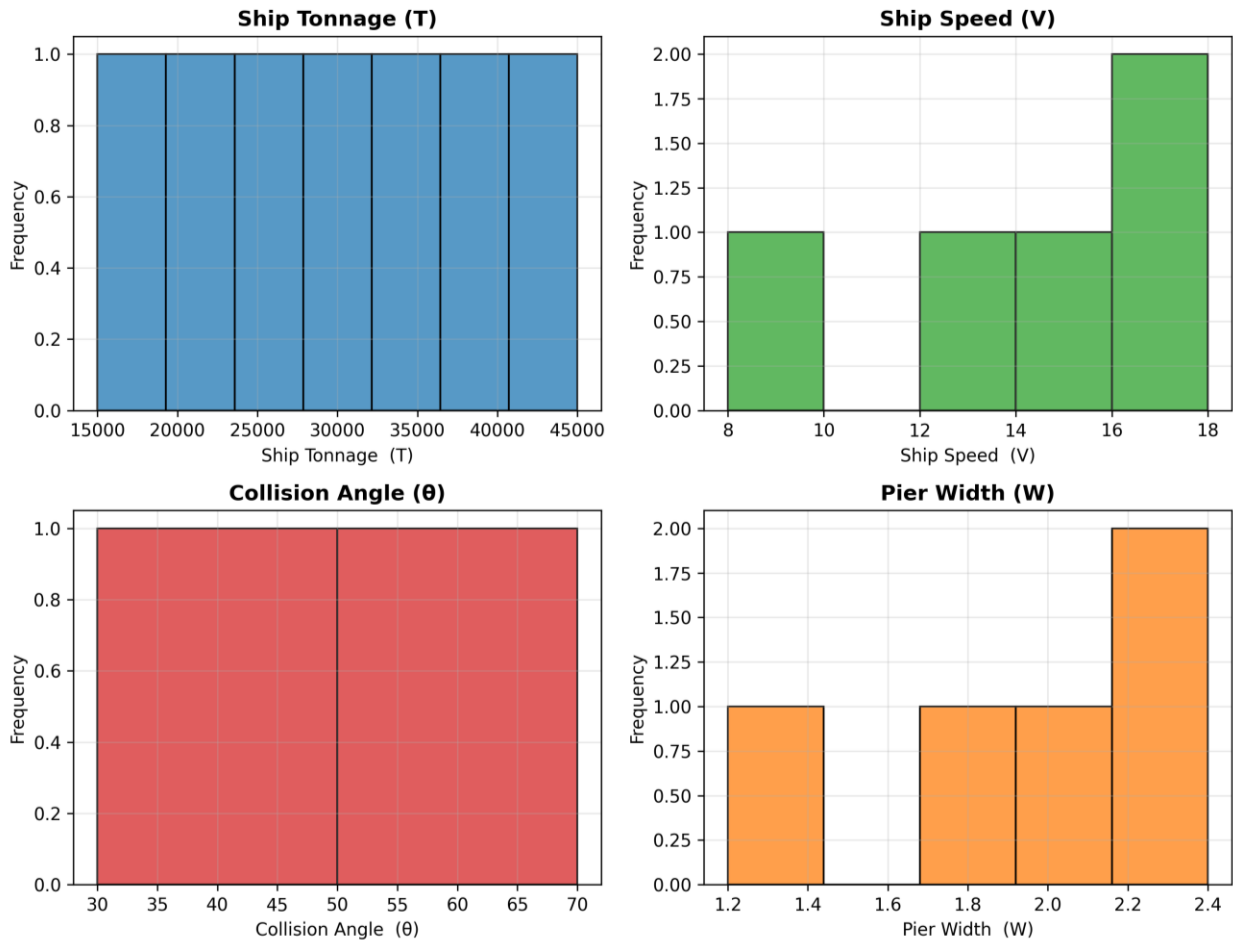 Ship Tonnage (T)
1.0
0.8
0.6
0.4
0.2
0.0
Frequency
15000 20000 25000 30000 35000 40000 45000
Ship Tonnage (T)
Ship Speed (V)
2.00
1.75
1.50
1.25
1.00
0.75
0.50
0.25
0.00
Frequency
8 10 12 14 16 18
Ship Speed (V)
Collision Angle (θ)
1.0
0.8
0.6
0.4
0.2
0.0
Frequency
30 35 40 45 50 55 60 65 70
Collision Angle (θ)
Pier Width (W)
2.00
1.75
1.50
1.25
1.00
0.75
0.50
0.25
0.00
Frequency
1.2 1.4 1.6 1.8 2.0 2.2 2.4
Pier Width (W)